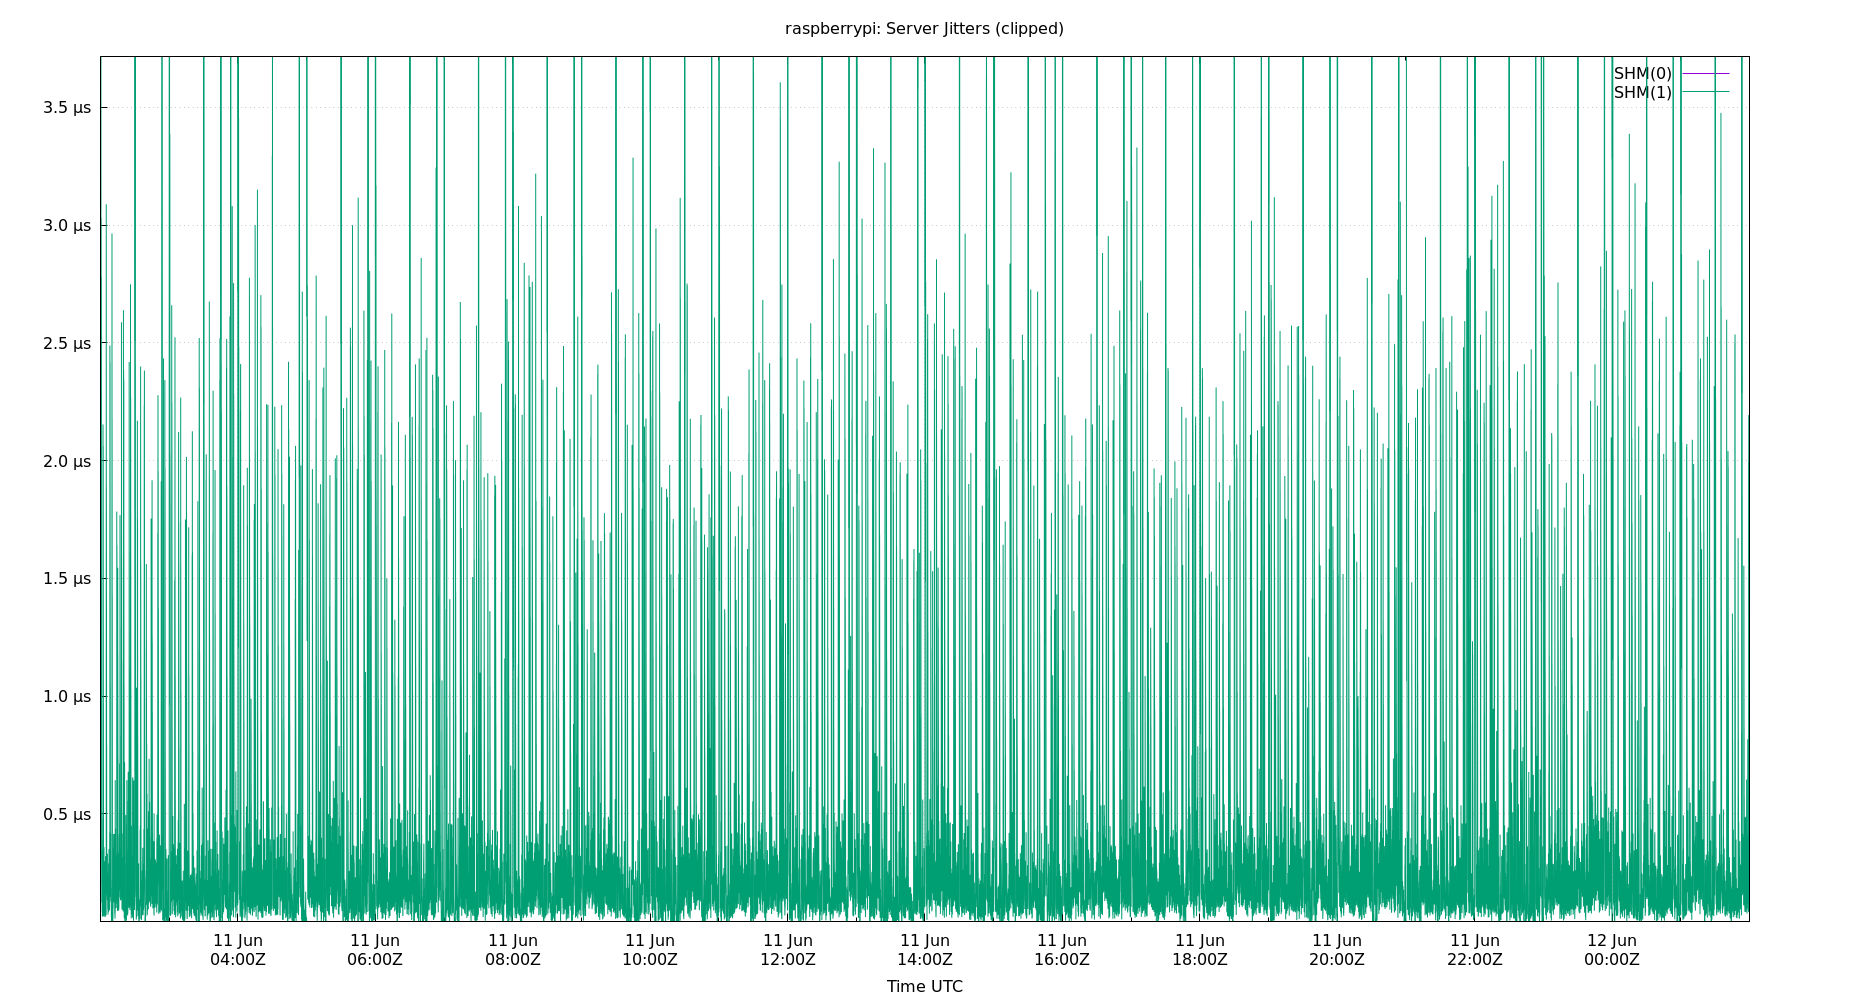 raspberrypi: Server Jitters (clipped)
SHM(0)
SHM(1)
3.5 µs
3.0 µs
2.5 µs
2.0 µs
1.5 µs
1.0 µs
0.5 µs
11 Jun 11 Jun 11 Jun 11 Jun 11 Jun 11 Jun 11 Jun 11 Jun 11 Jun 11 Jun 12 Jun
04:00Z 06:00Z 08:00Z 10:00Z 12:00Z 14:00Z 16:00Z 18:00Z 20:00Z 22:00Z 00:00Z
Time UTC